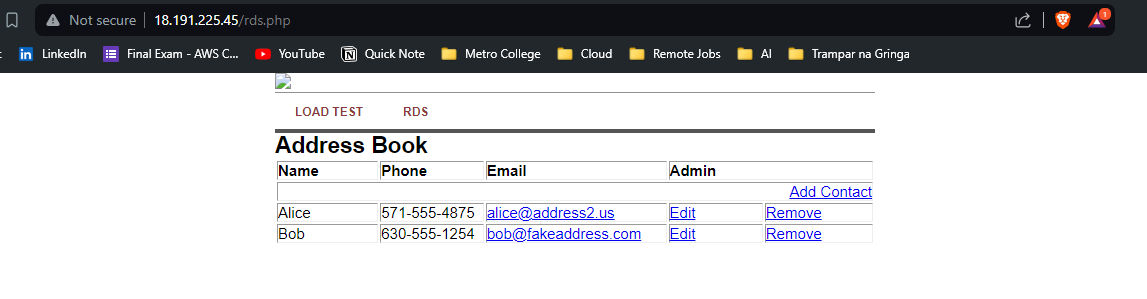 Not secure 18.191.225.45/rds.php 1
LinkedIn Final Exam - AWS C... YouTube Quick Note Metro College Cloud Remote Jobs AI Trampar na Gringa
LOAD TEST RDS
Address Book
Name Phone Email Admin
Add Contact
Alice 571-555-4875 alice@address2.us Edit Remove
Bob 630-555-1254 bob@fakeaddress.com Edit Remove